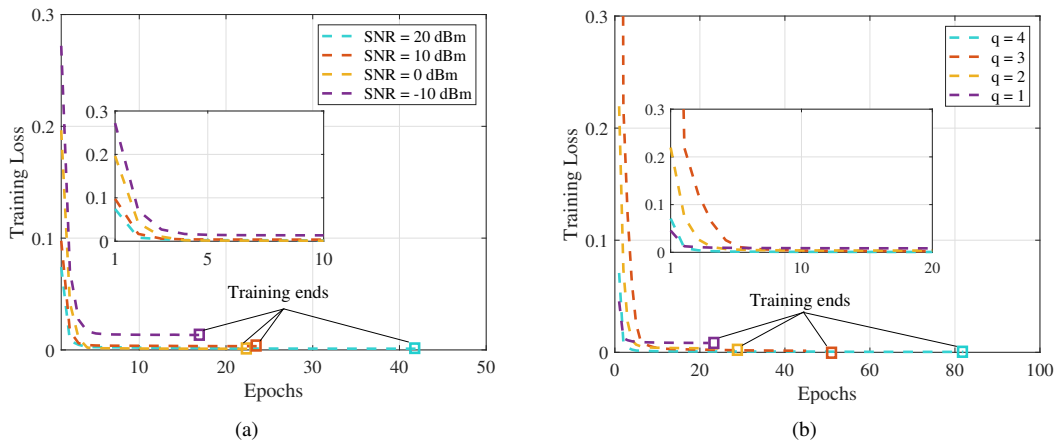 0.3
0.2
0.1
0
Training Loss
SNR = 20 dBm
SNR = 10 dBm
SNR = 0 dBm
SNR = -10 dBm
0.3
0.2
0.1
0
1
5
10
Training ends
10
20
30
40
50
Epochs
(a)
0.3
0.2
0.1
0
Training Loss
q = 4
q = 3
q = 2
q = 1
0.3
0.2
0.1
0
1
10
20
Training ends
0
20
40
60
80
100
Epochs
(b)